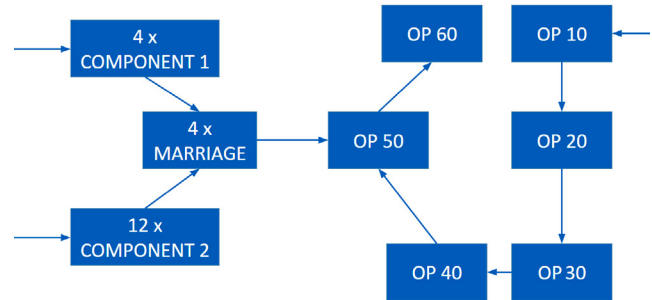 4 x
COMPONENT 1
OP 60
OP 10
4 x
MARRIAGE
OP 50
OP 20
12 x
COMPONENT 2
OP 40
OP 30